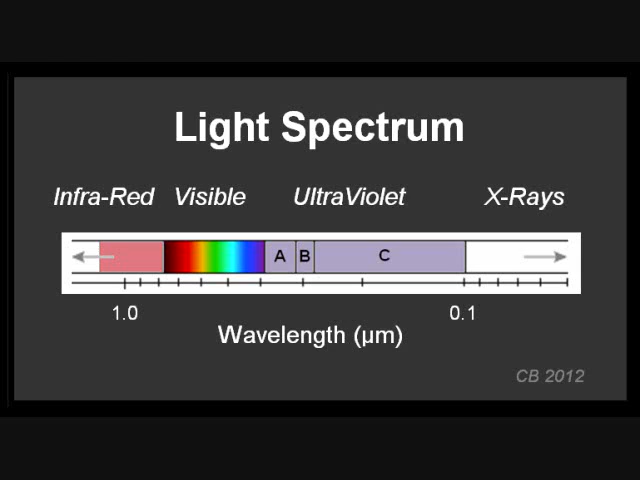 Light Spectrum
Infra-Red Visible UltraViolet X-Rays
A B C
1.0 0.1
Wavelength (μm)
CB 2012